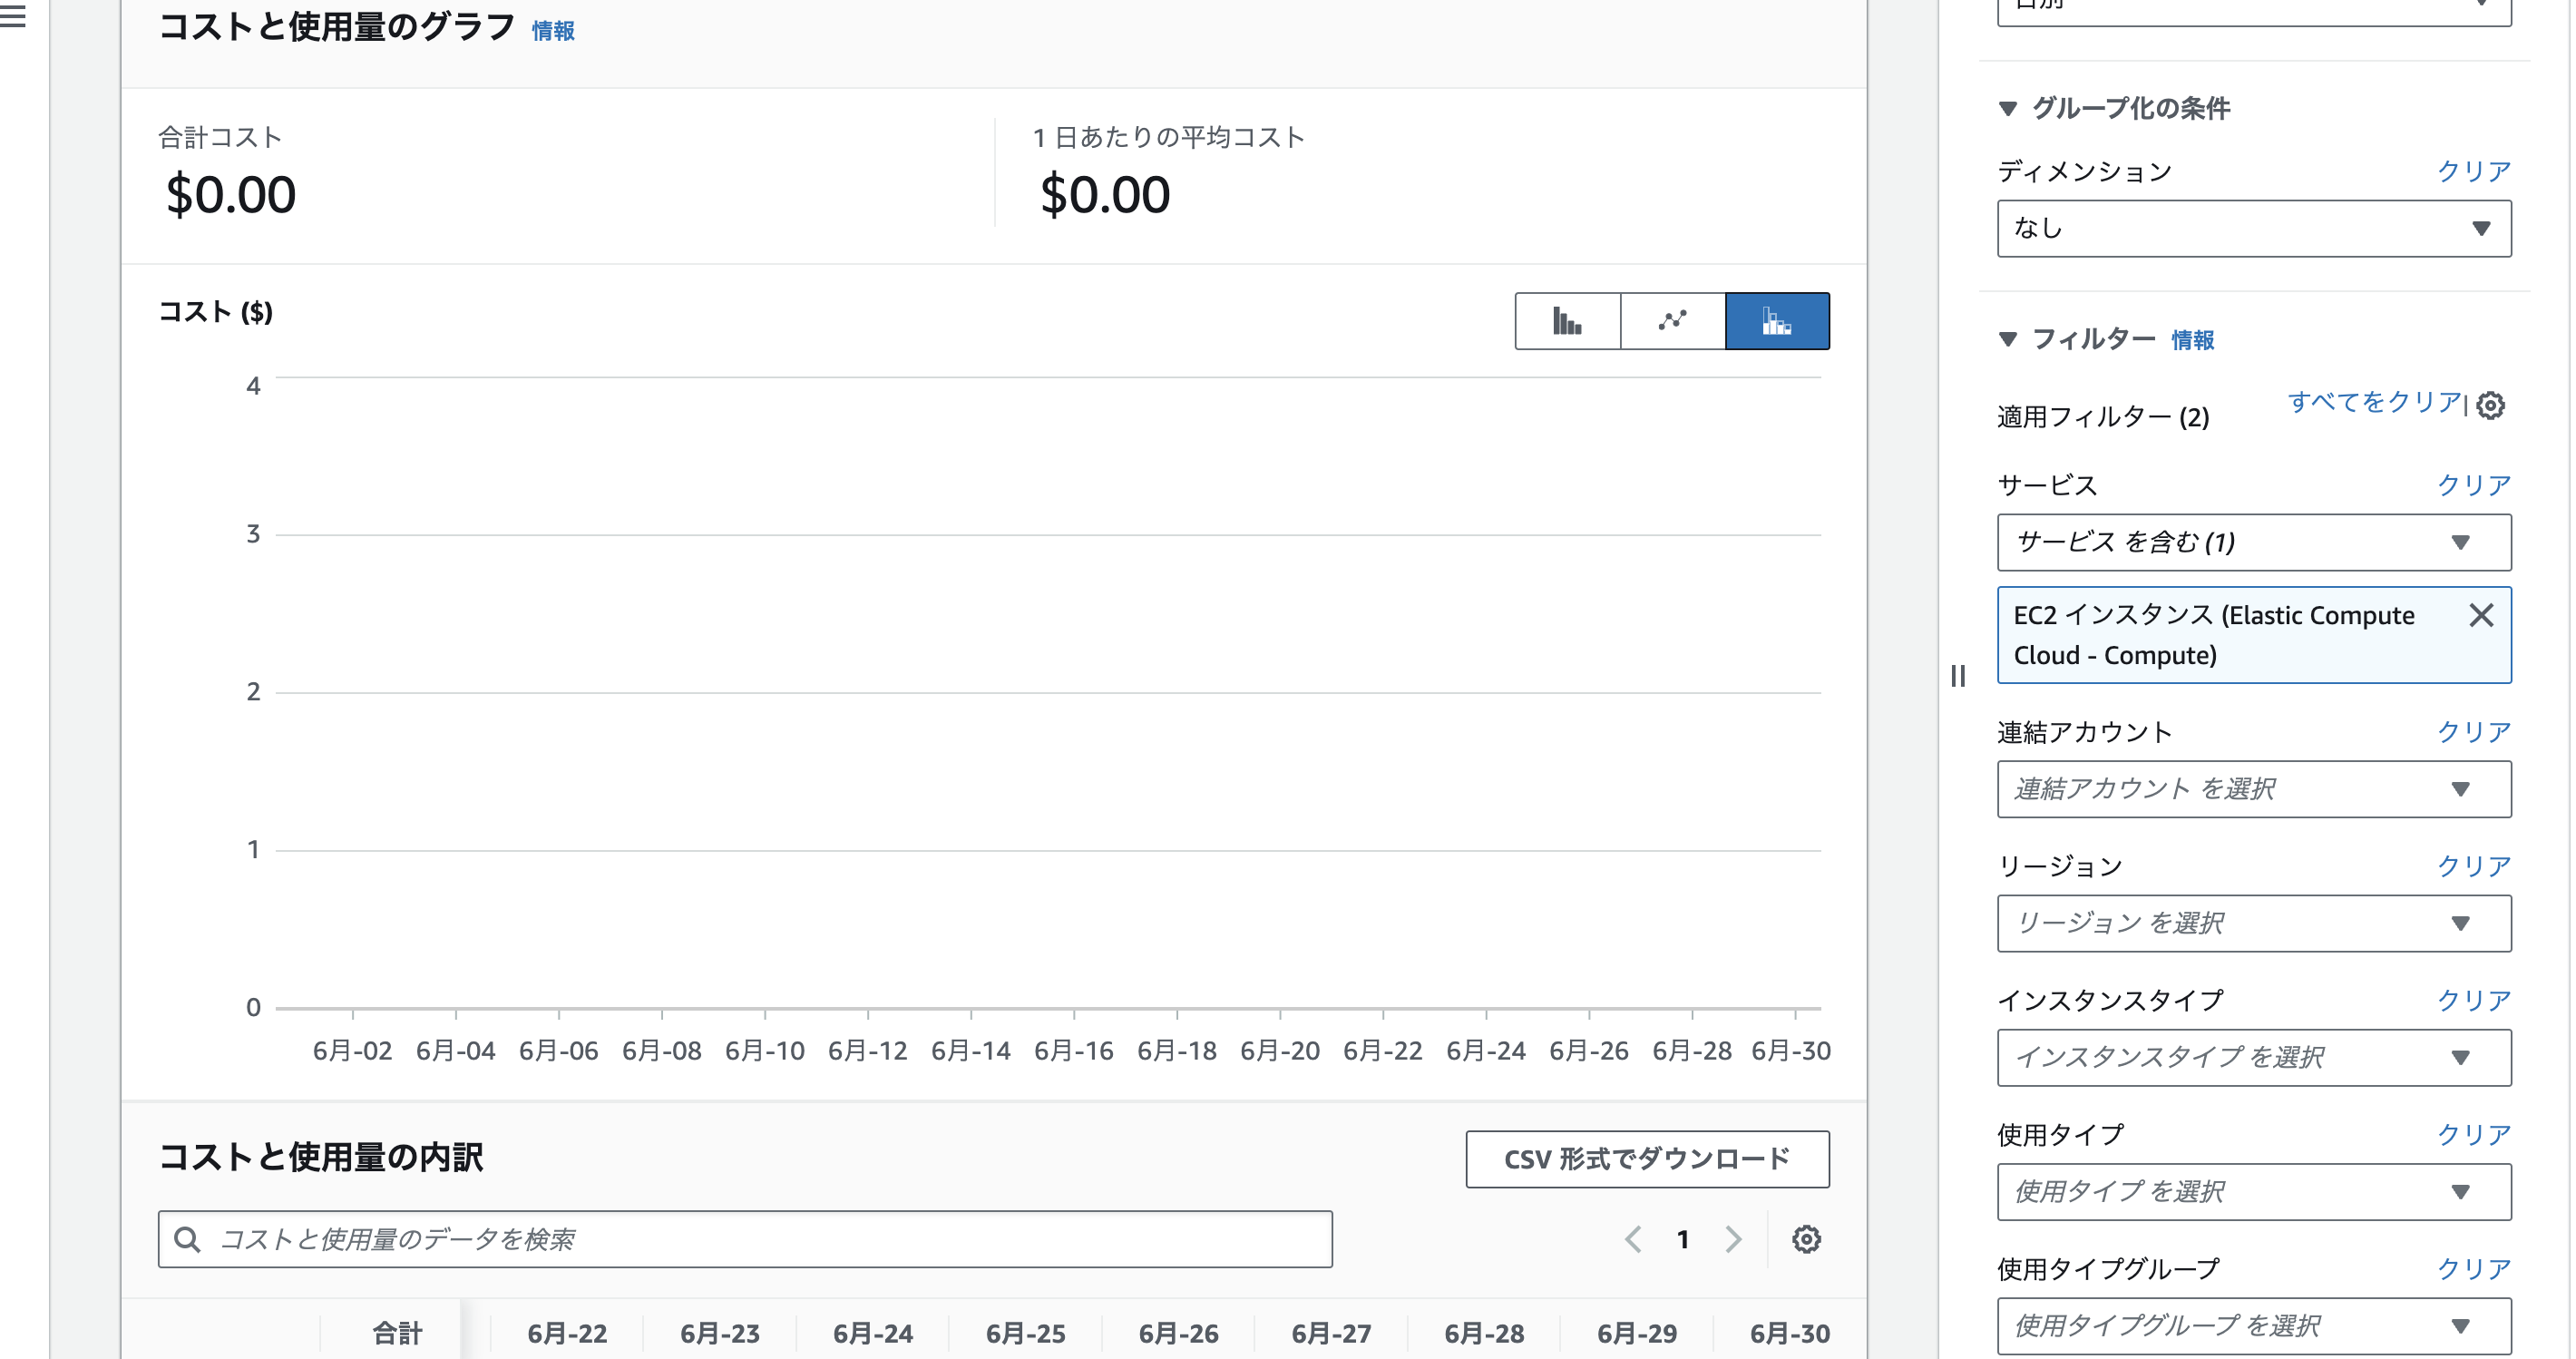 コストと使用量のグラフ 情報
合計コスト
$0.00
1 日あたりの平均コスト
$0.00
コスト ($)
4
3
2
1
0
6月-02 6月-04 6月-06 6月-08 6月-10 6月-12 6月-14 6月-16 6月-18 6月-20 6月-22 6月-24 6月-26 6月-28 6月-30
コストと使用量の内訳
CSV 形式でダウンロード
コストと使用量のデータを検索
1
合計 6月-22 6月-23 6月-24 6月-25 6月-26 6月-27 6月-28 6月-29 6月-30
グループ化の条件
ディメンション クリア
なし
フィルター 情報
適用フィルター (2) すべてをクリア|
サービス クリア
サービス を含む (1)
EC2 インスタンス (Elastic Compute
Cloud - Compute)
連結アカウント クリア
連結アカウント を選択
リージョン クリア
リージョン を選択
インスタンスタイプ クリア
インスタンスタイプ を選択
使用タイプ クリア
使用タイプ を選択
使用タイプグループ クリア
使用タイプグループ を選択